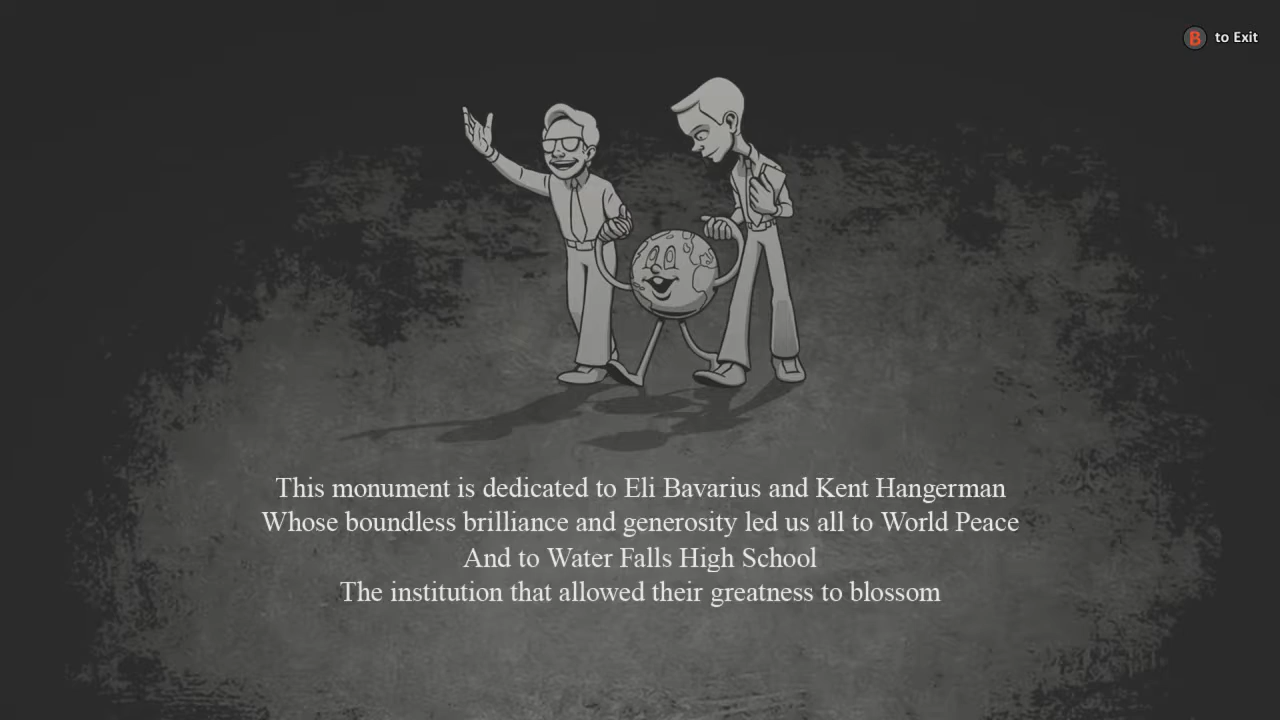 B to Exit
This monument is dedicated to Eli Bavarius and Kent Hangerman
Whose boundless brilliance and generosity led us all to World Peace
And to Water Falls High School
The institution that allowed their greatness to blossom